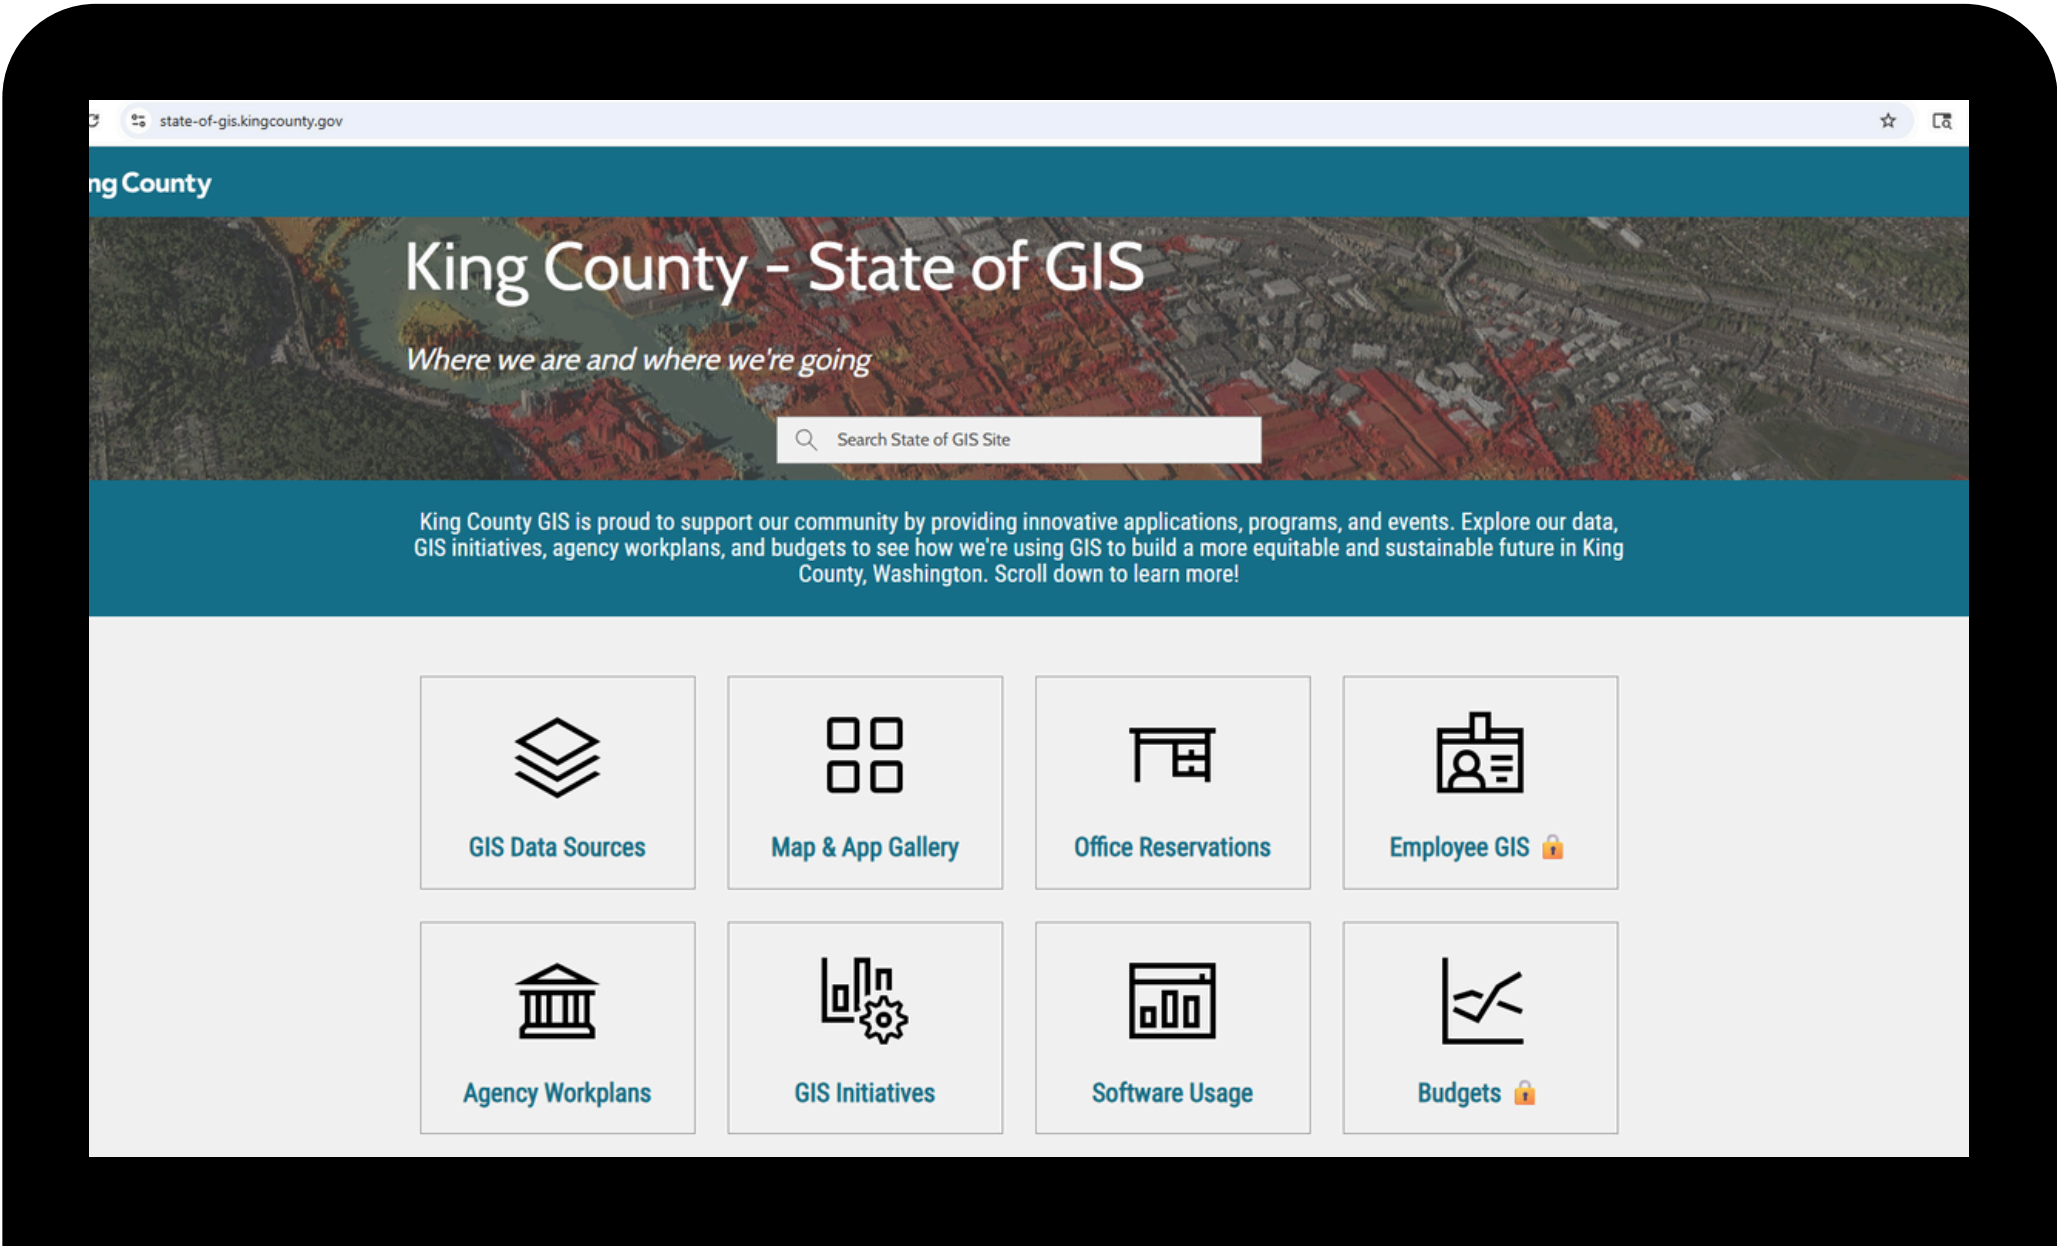 state-of-gis.kingcounty.gov
ng County
King County - State of GIS
Where we are and where we're going
Search State of GIS Site
King County GIS is proud to support our community by providing innovative applications, programs, and events. Explore our data,
GIS initiatives, agency workplans, and budgets to see how we're using GIS to build a more equitable and sustainable future in King
County, Washington. Scroll down to learn more!
GIS Data Sources
Map & App Gallery
Office Reservations
Employee GIS
Agency Workplans
GIS Initiatives
Software Usage
Budgets